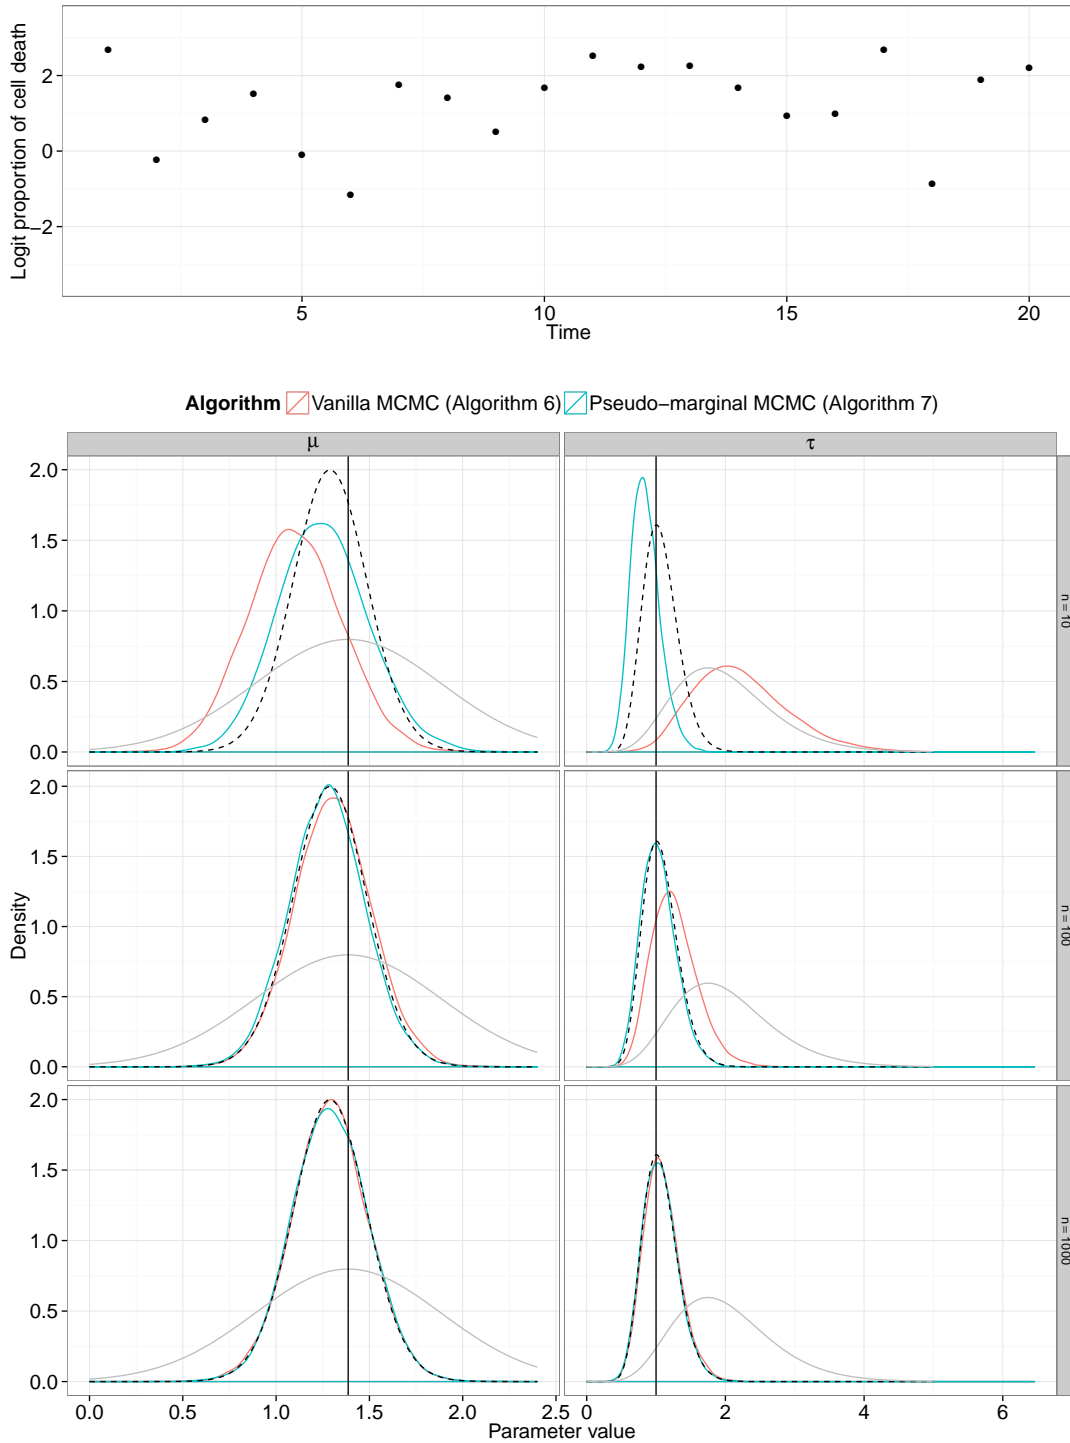 Logit proportion of cell death
2
0
−2
5 10 15 20
Time
Algorithm Vanilla MCMC (Algorithm 6) Pseudo−marginal MCMC (Algorithm 7)
μ τ
2.0
1.5
1.0
0.5
0.0
n = 10
2.0
1.5
1.0
0.5
0.0
n = 100
Density
2.0
1.5
1.0
0.5
0.0
n = 1000
0.0 0.5 1.0 1.5 2.0 2.5 0 2 4 6
Parameter value